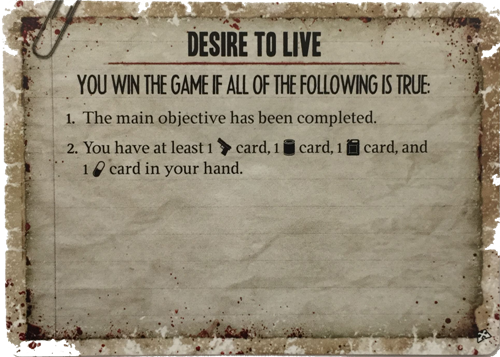 DESIRE TO LIVE
YOU WIN THE GAME IF ALL OF THE FOLLOWING IS TRUE:
1. The main objective has been completed.
2. You have at least 1 card, 1 card, 1 card, and
1 card in your hand.